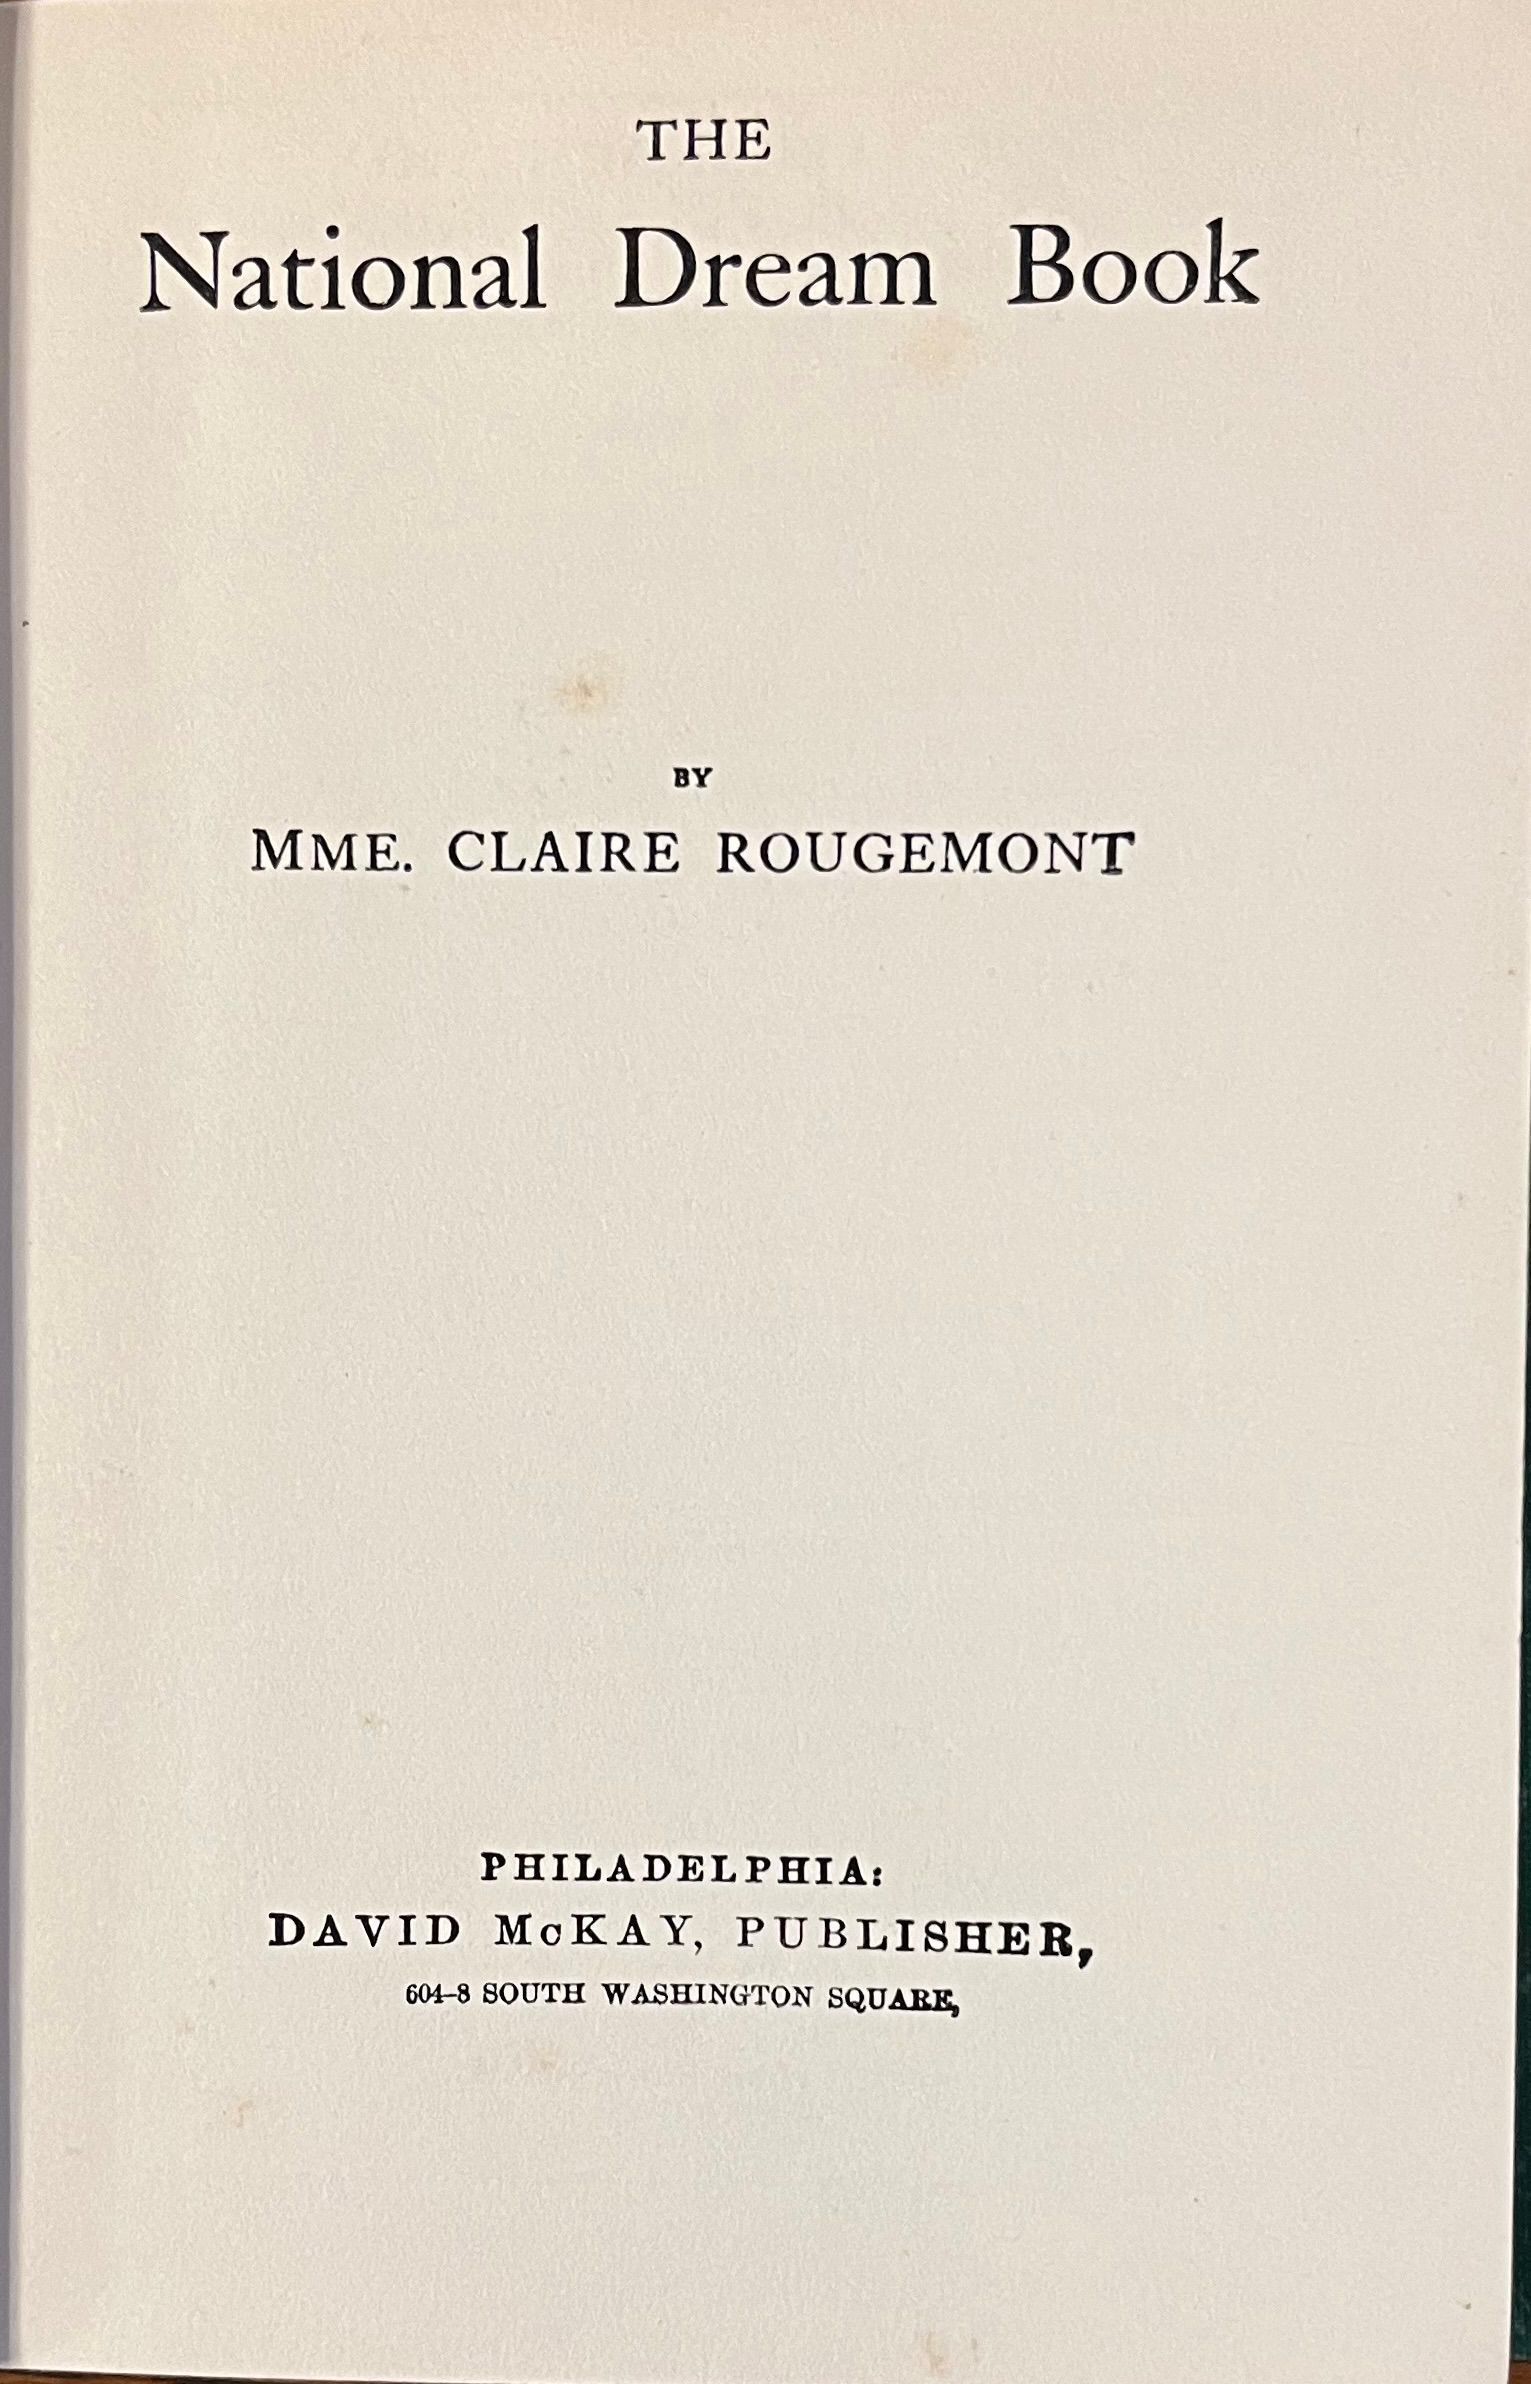 THE
National Dream Book
BY
MME. CLAIRE ROUGEMONT
PHILADELPHIA:
DAVID McKAY, PUBLISHER,
604–8 SOUTH WASHINGTON SQUARE,